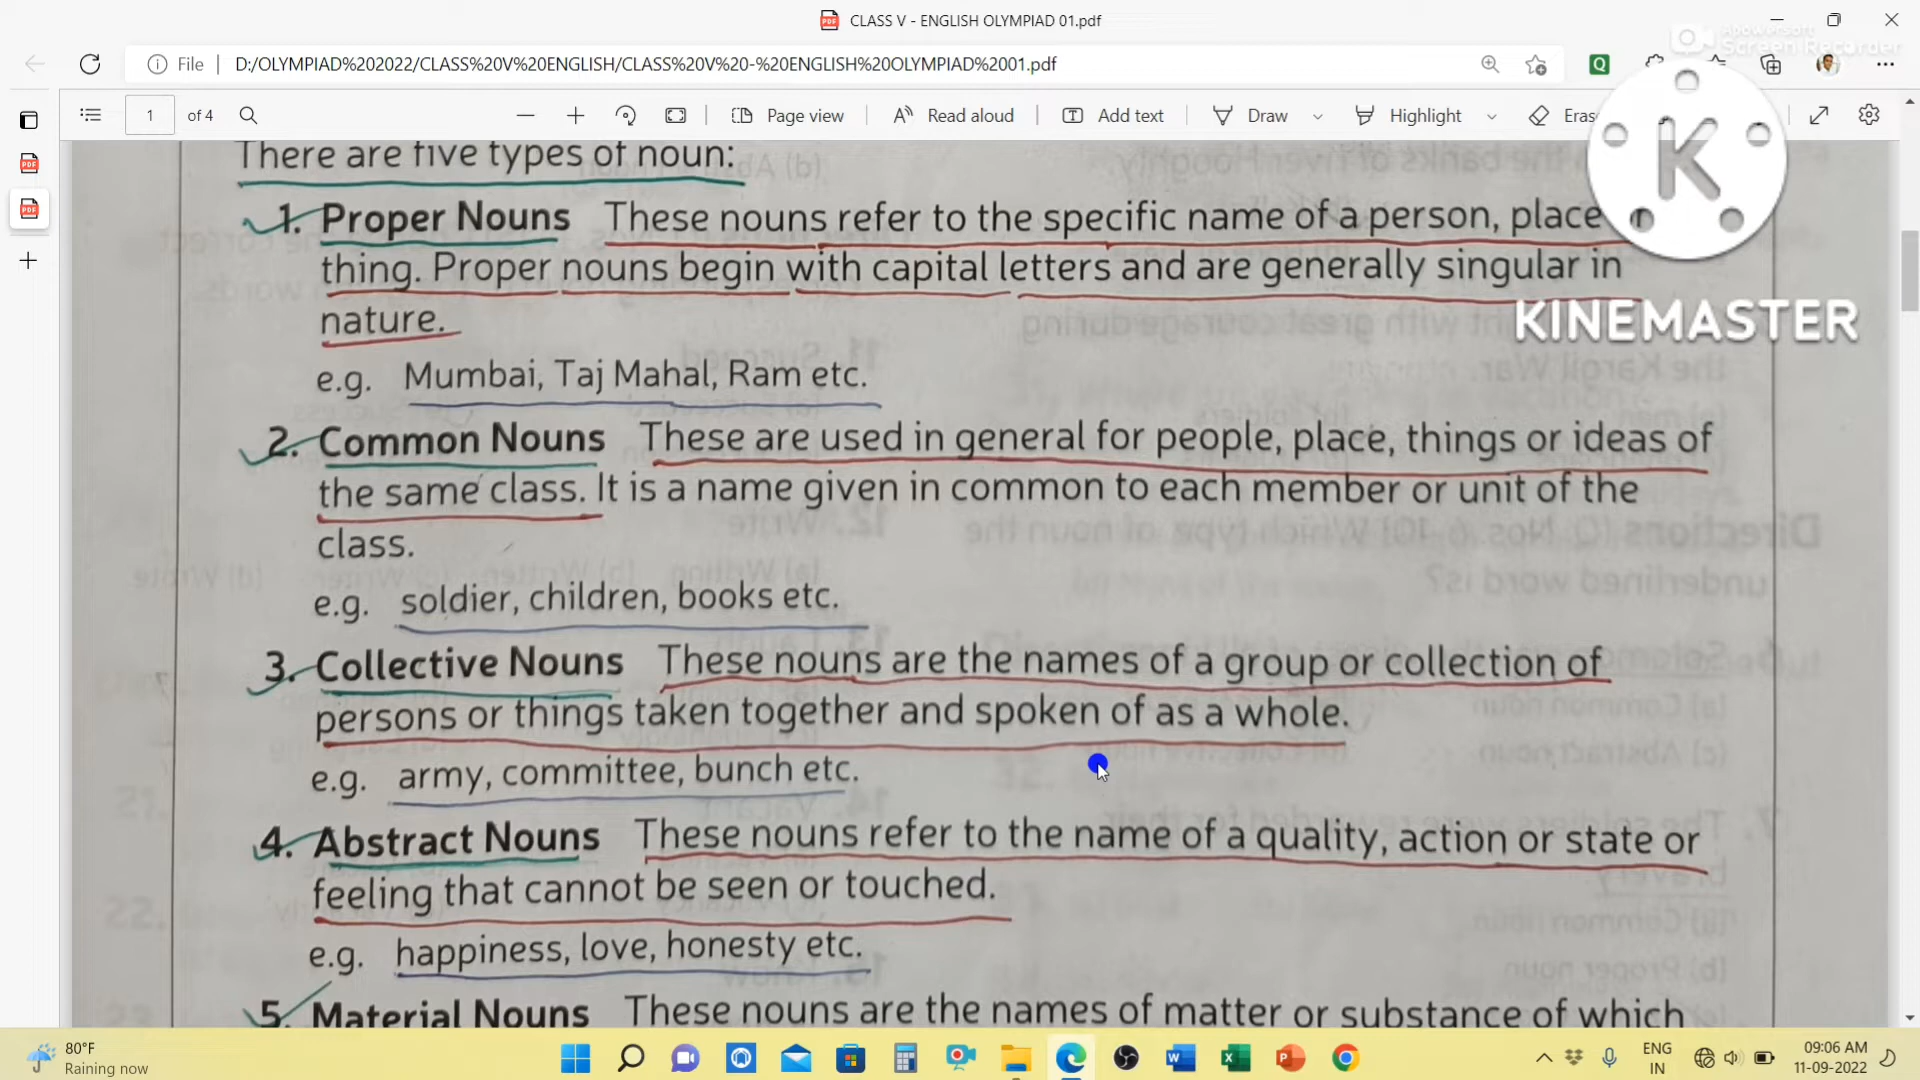 CLASS V - ENGLISH OLYMPIAD 01.pdf
Apowersoft
Screen Recorder
File
D:/OLYMPIAD%202022/CLASS%20V%20ENGLISH/CLASS%20V%20-%20ENGLISH%20OLYMPIAD%2001.pdf
1 of 4
Page view
Read aloud
Add text
Draw
Highlight
There are five types of noun:
1. Proper Nouns These nouns refer to the specific name of a person, place
thing. Proper nouns begin with capital letters and are generally singular in
nature.
KINEMASTER
e.g. Mumbai, Taj Mahal, Ram etc.
2. Common Nouns These are used in general for people, place, things or ideas of
the same class. It is a name given in common to each member or unit of the
class.
e.g. soldier, children, books etc.
3. Collective Nouns These nouns are the names of a group or collection of
persons or things taken together and spoken of as a whole.
e.g. army, committee, bunch etc.
4. Abstract Nouns These nouns refer to the name of a quality, action or state or
feeling that cannot be seen or touched.
e.g. happiness, love, honesty etc.
5. Material Nouns These nouns are the names of matter or substance of which
80°F
Raining now
ENG
IN
09:06 AM
11-09-2022